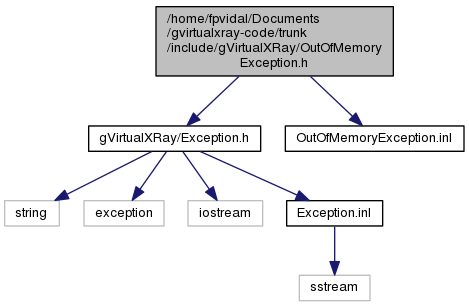 /home/fpvidal/Documents
/gvirtualxray-code/trunk
/include/gVirtualXRay/OutOfMemory
Exception.h
gVirtualXRay/Exception.h
OutOfMemoryException.inl
string
exception
iostream
Exception.inl
sstream